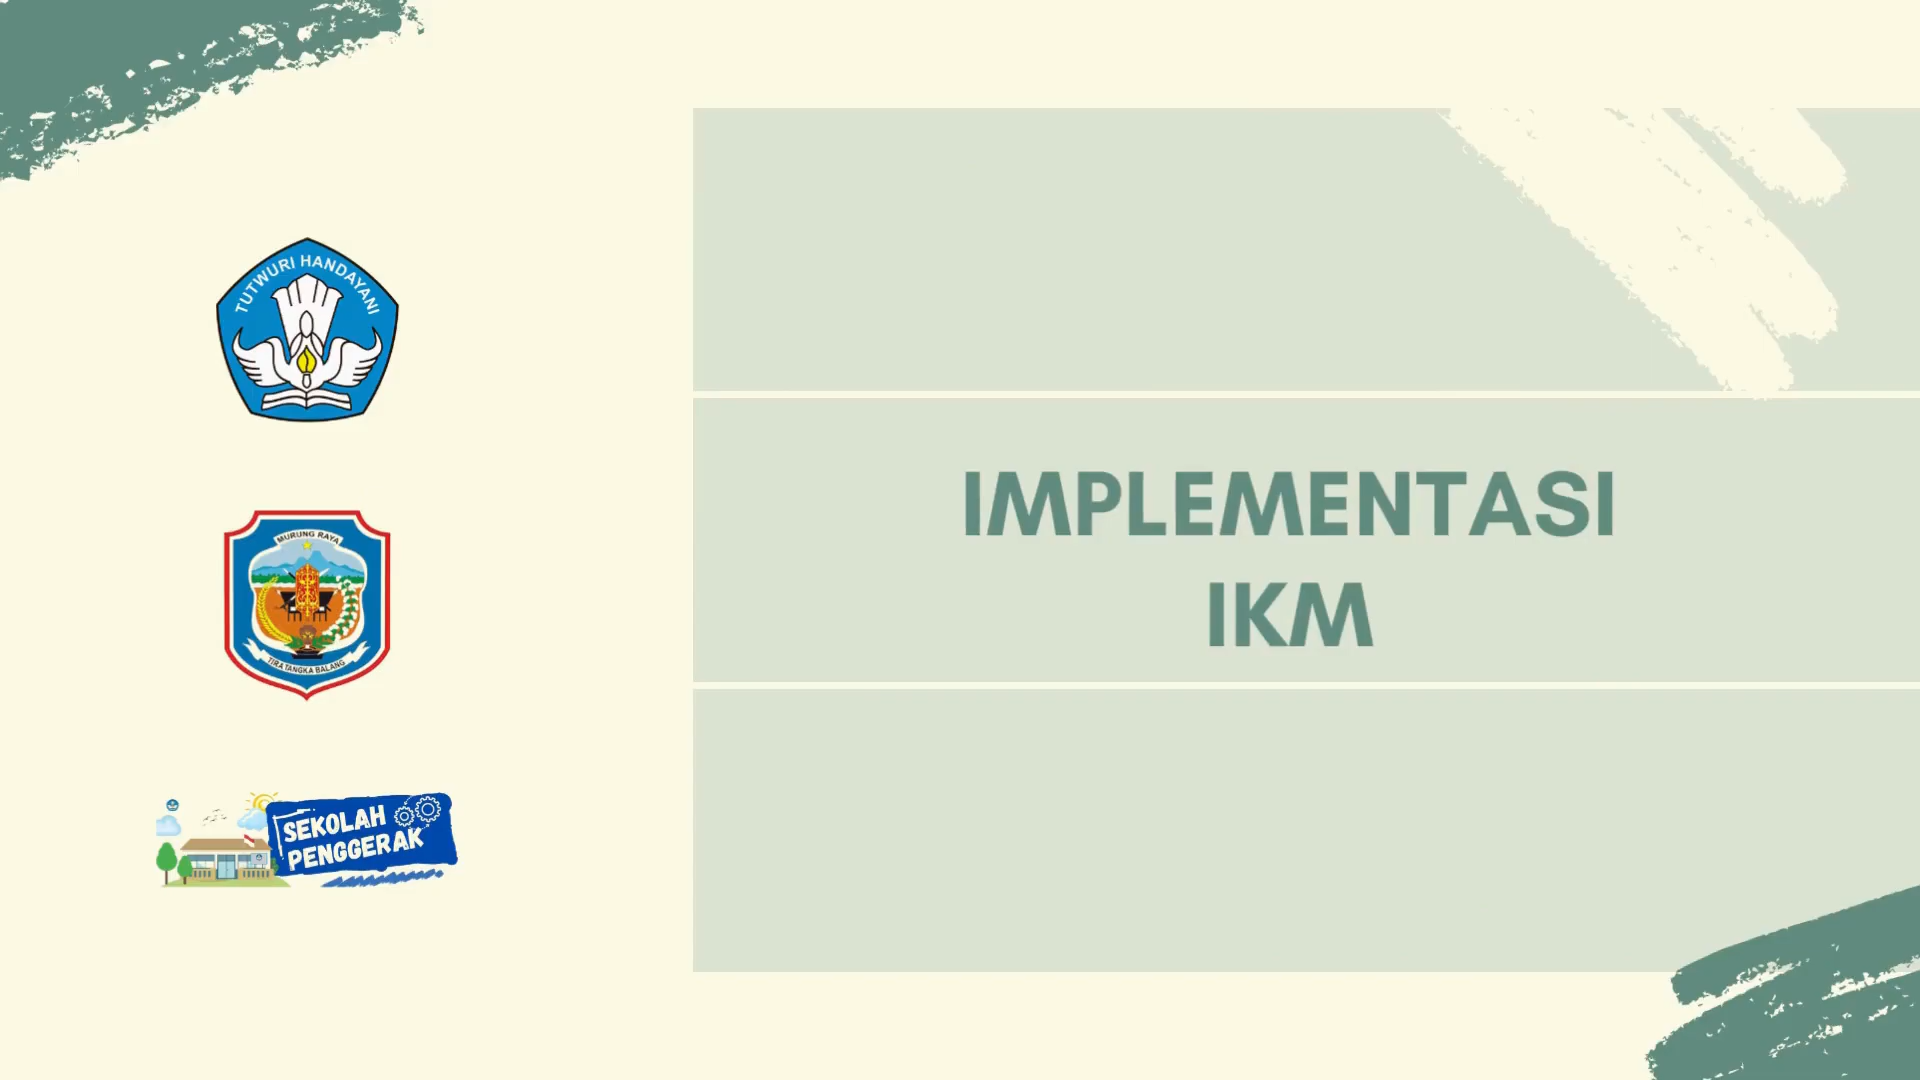 TUTWURI HANDAYANI
MURUNG RAYA
TIRA TANGKA BALANG
SEKOLAH
PENGGERAK
IMPLEMENTASI
IKM